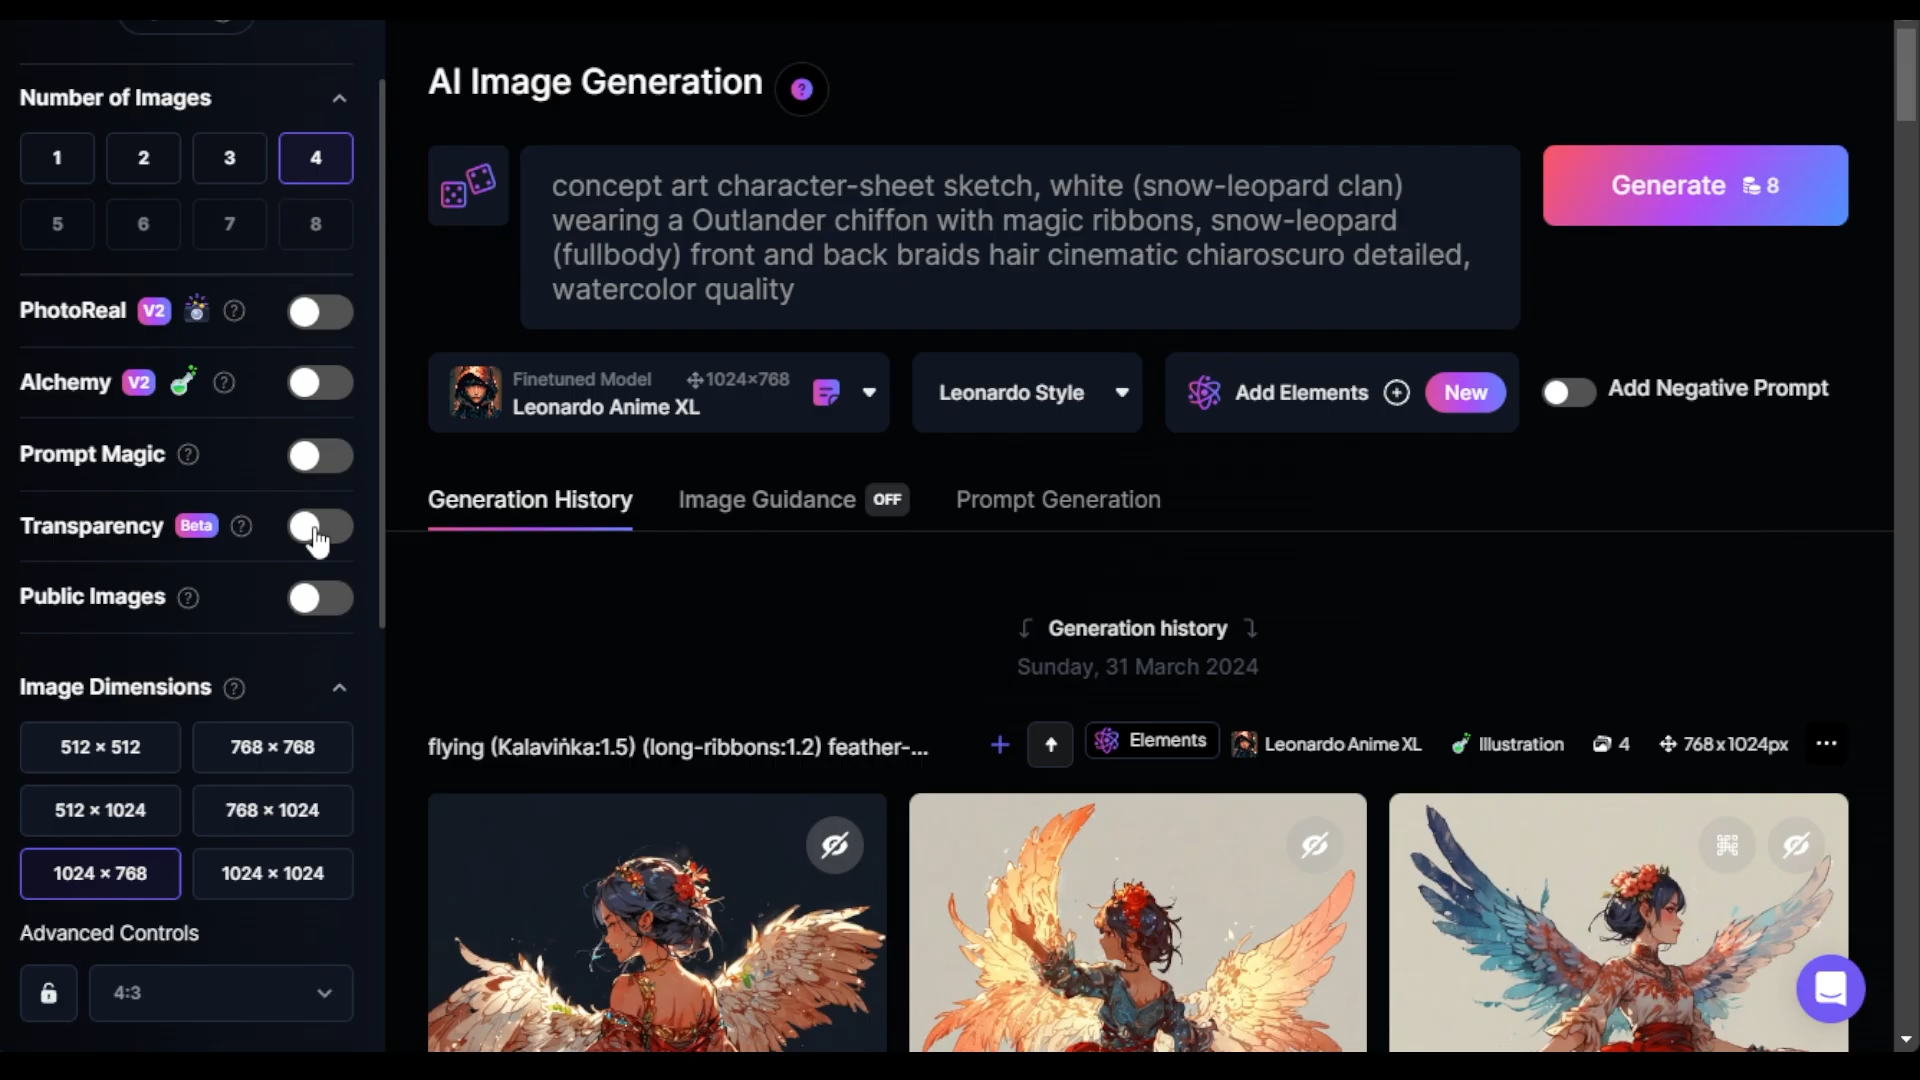 Number of Images
1 2 3 4
5 6 7 8
PhotoReal V2
Alchemy V2
Prompt Magic
Transparency Beta
Public Images
Image Dimensions
512 × 512 768 × 768
512 × 1024 768 × 1024
1024 × 768 1024 × 1024
Advanced Controls
4:3
AI Image Generation ?
concept art character-sheet sketch, white (snow-leopard clan)
wearing a Outlander chiffon with magic ribbons, snow-leopard
(fullbody) front and back braids hair cinematic chiaroscuro detailed,
watercolor quality
Generate 8
Finetuned Model 1024×768
Leonardo Anime XL
Leonardo Style
Add Elements New
Add Negative Prompt
Generation History Image Guidance OFF Prompt Generation
Generation history
Sunday, 31 March 2024
flying (Kalaviṅka:1.5) (long-ribbons:1.2) feather-...
Elements Leonardo Anime XL Illustration 4 768x1024px